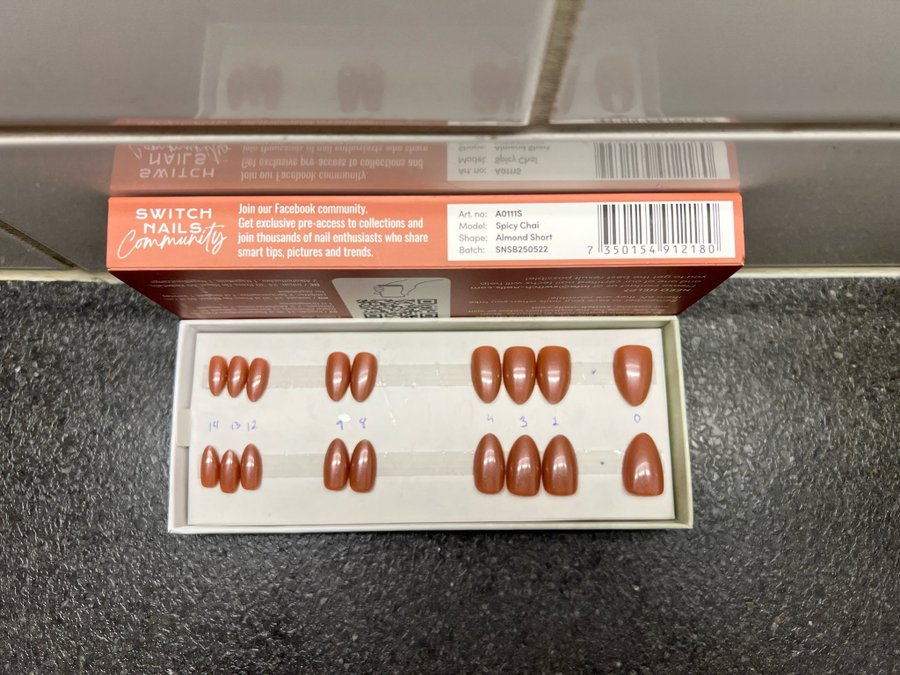 SWITCH
NAILS
Community
Join our Facebook community.
Get exclusive pre-access to collections and
join thousands of nail enthusiasts who share
smart tips, pictures and trends.
Art. no: A0111S
Model: Spicy Chai
Shape: Almond Short
Batch: SNSB250522
7 350154 912180
14 13 12 9 8 4 3 2 0